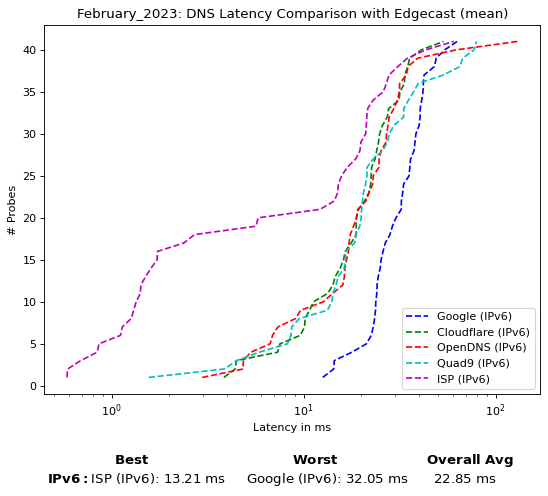 February_2023: DNS Latency Comparison with Edgecast (mean)
# Probes
40
35
30
25
20
15
10
5
0
10⁰
10¹
10²
Latency in ms
Google (IPv6)
Cloudflare (IPv6)
OpenDNS (IPv6)
Quad9 (IPv6)
ISP (IPv6)
Best Worst Overall Avg
IPv6: ISP (IPv6): 13.21 ms Google (IPv6): 32.05 ms 22.85 ms